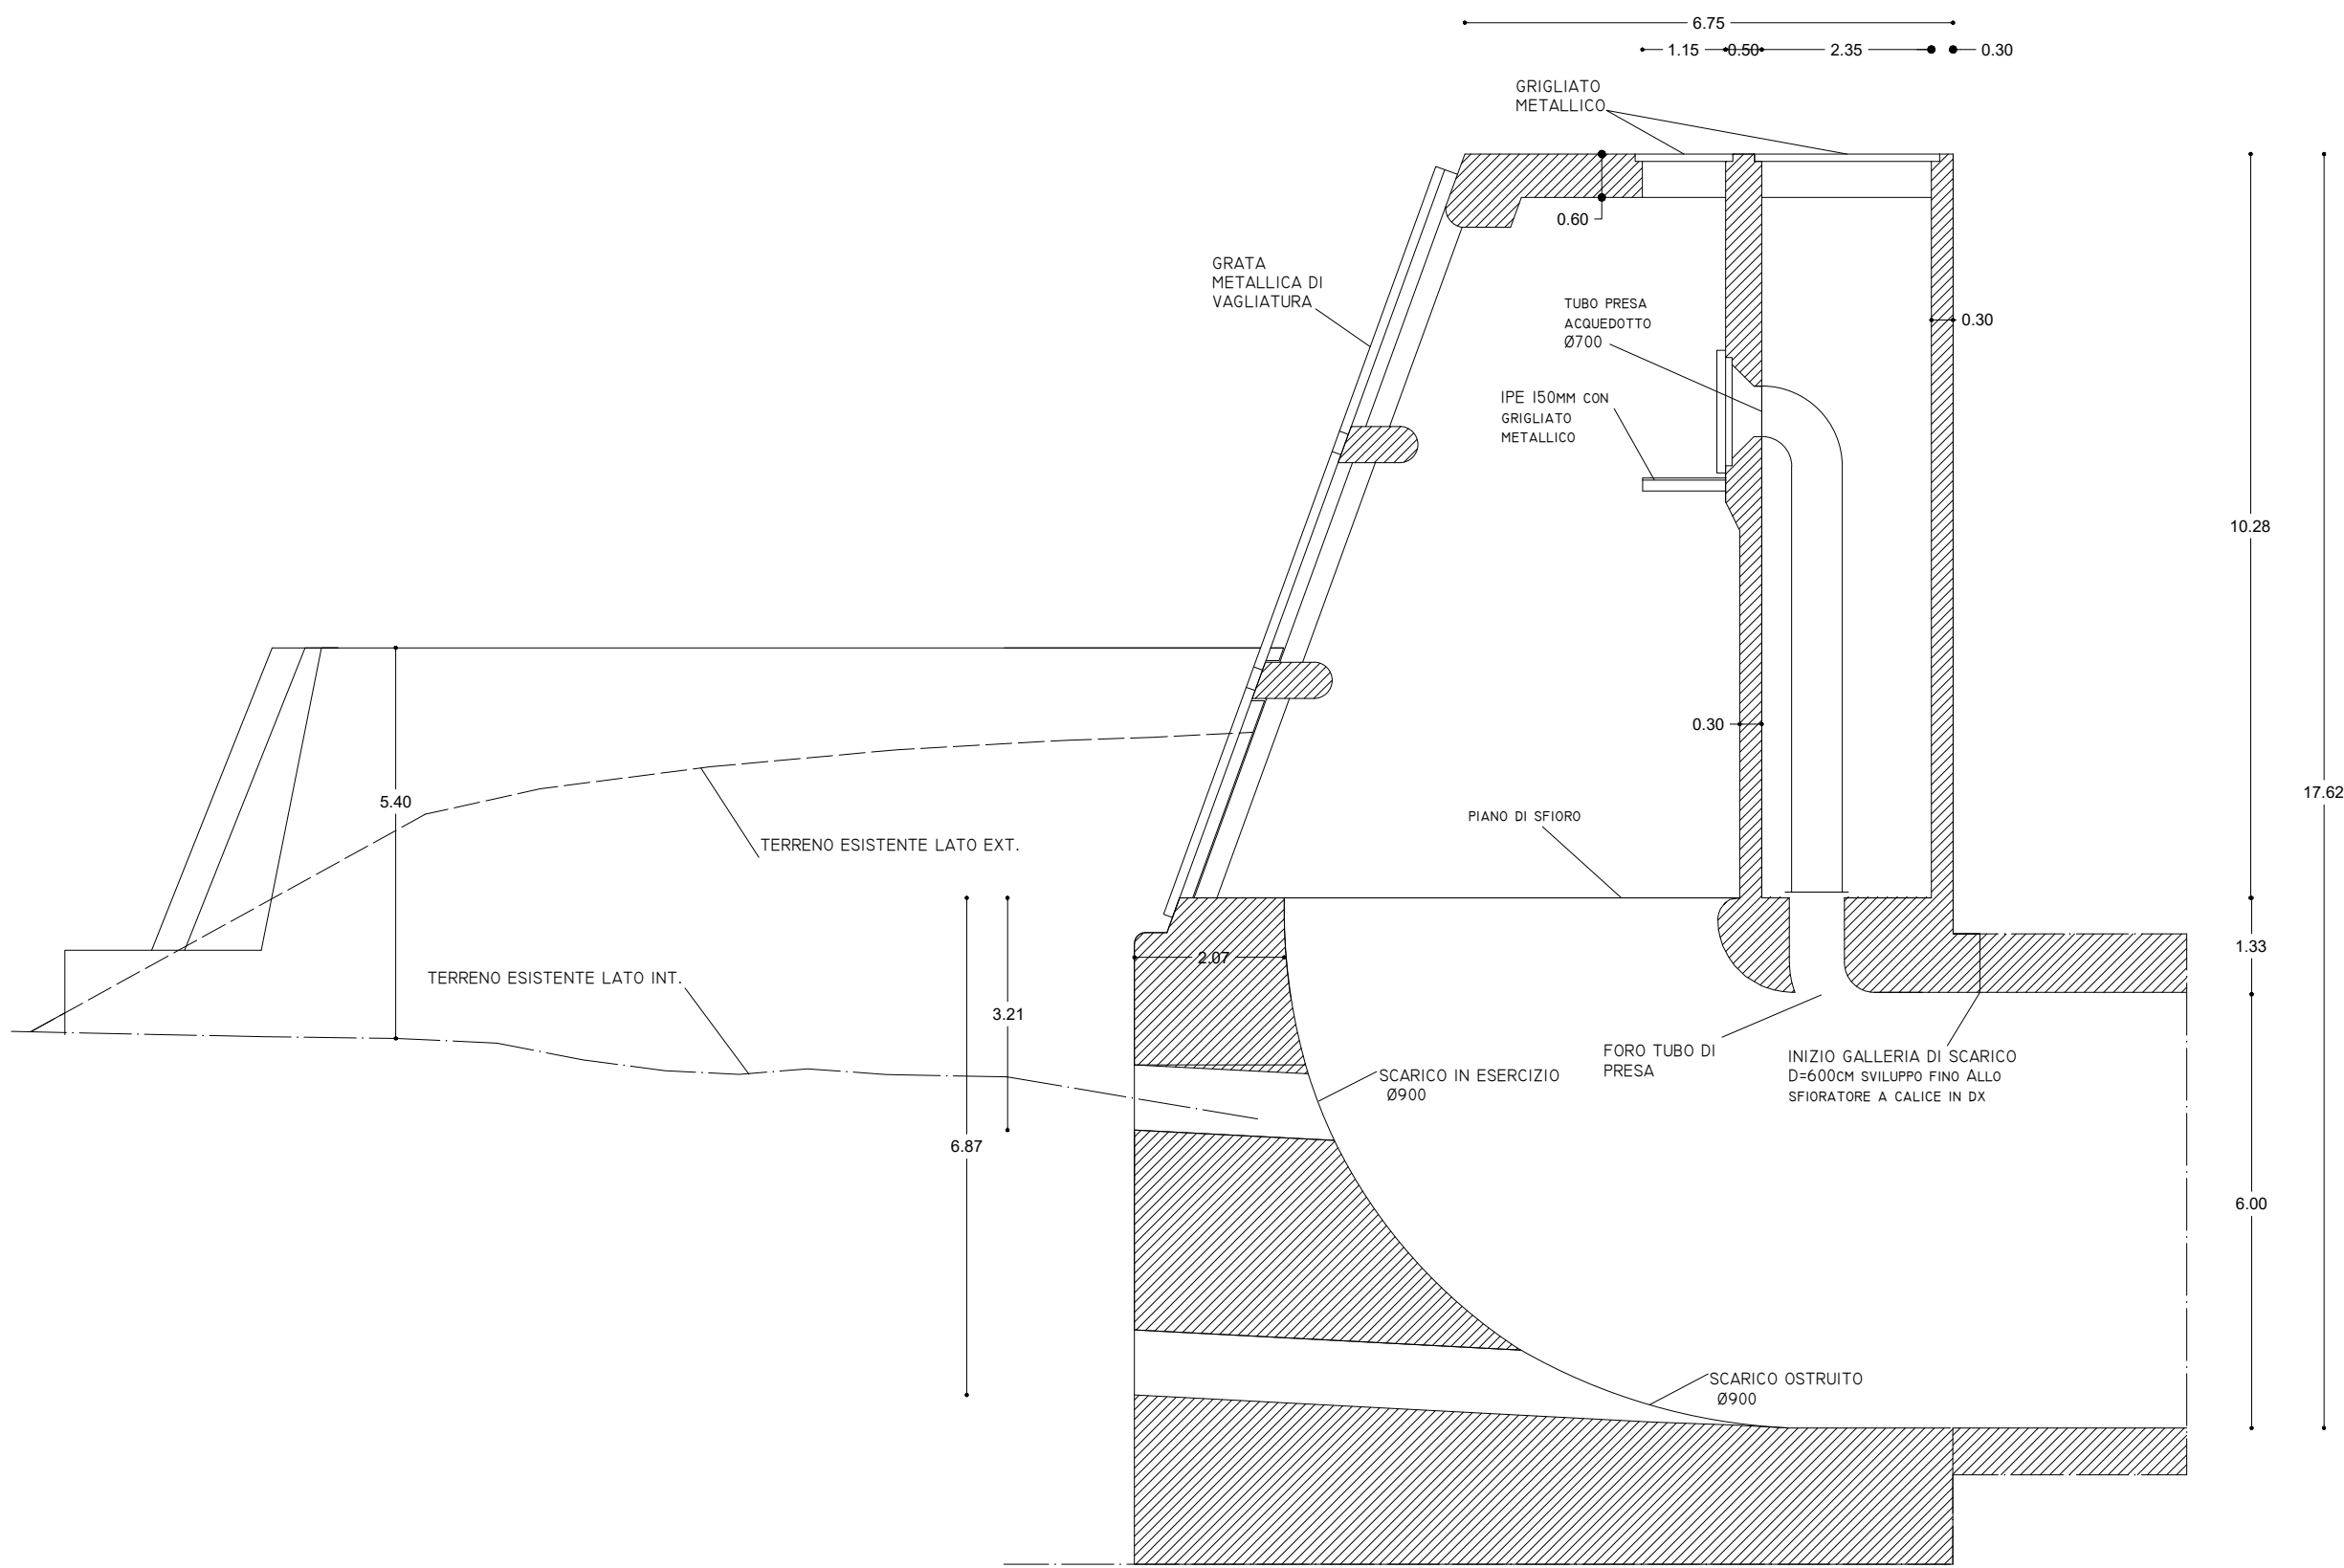 6.75
1.15
0.50
2.35
0.30
GRIGLIATO
METALLICO
0.60
GRATA
METALLICA DI
VAGLIATURA
TUBO PRESA
ACQUEDOTTO
Ø700
0.30
IPE 150MM CON
GRIGLIATO
METALLICO
10.28
0.30
17.62
5.40
PIANO DI SFIORO
TERRENO ESISTENTE LATO EXT.
1.33
2.07
TERRENO ESISTENTE LATO INT.
3.21
FORO TUBO DI
PRESA
INIZIO GALLERIA DI SCARICO
D=600CM SVILUPPO FINO ALLO
SFIORATORE A CALICE IN DX
SCARICO IN ESERCIZIO
Ø900
6.87
6.00
SCARICO OSTRUITO
Ø900